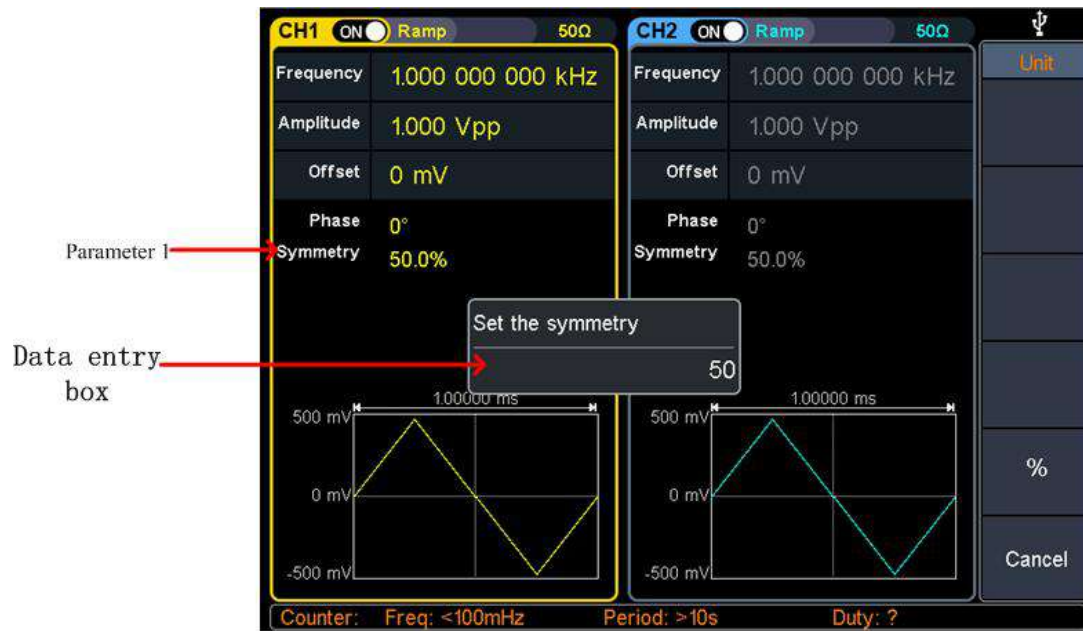 CH1 ON Ramp 50Ω
CH2 ON Ramp 50Ω
Unit
Frequency 1.000 000 000 kHz
Frequency 1.000 000 000 kHz
Amplitude 1.000 Vpp
Amplitude 1.000 Vpp
Offset 0 mV
Offset 0 mV
Phase 0°
Phase 0°
Parameter 1
Symmetry 50.0%
Symmetry 50.0%
Set the symmetry
50
Data entry
box
1.00000 ms
1.00000 ms
500 mV
500 mV
0 mV
0 mV
-500 mV
-500 mV
%
Cancel
Counter: Freq: <100mHz Period: >10s Duty: ?